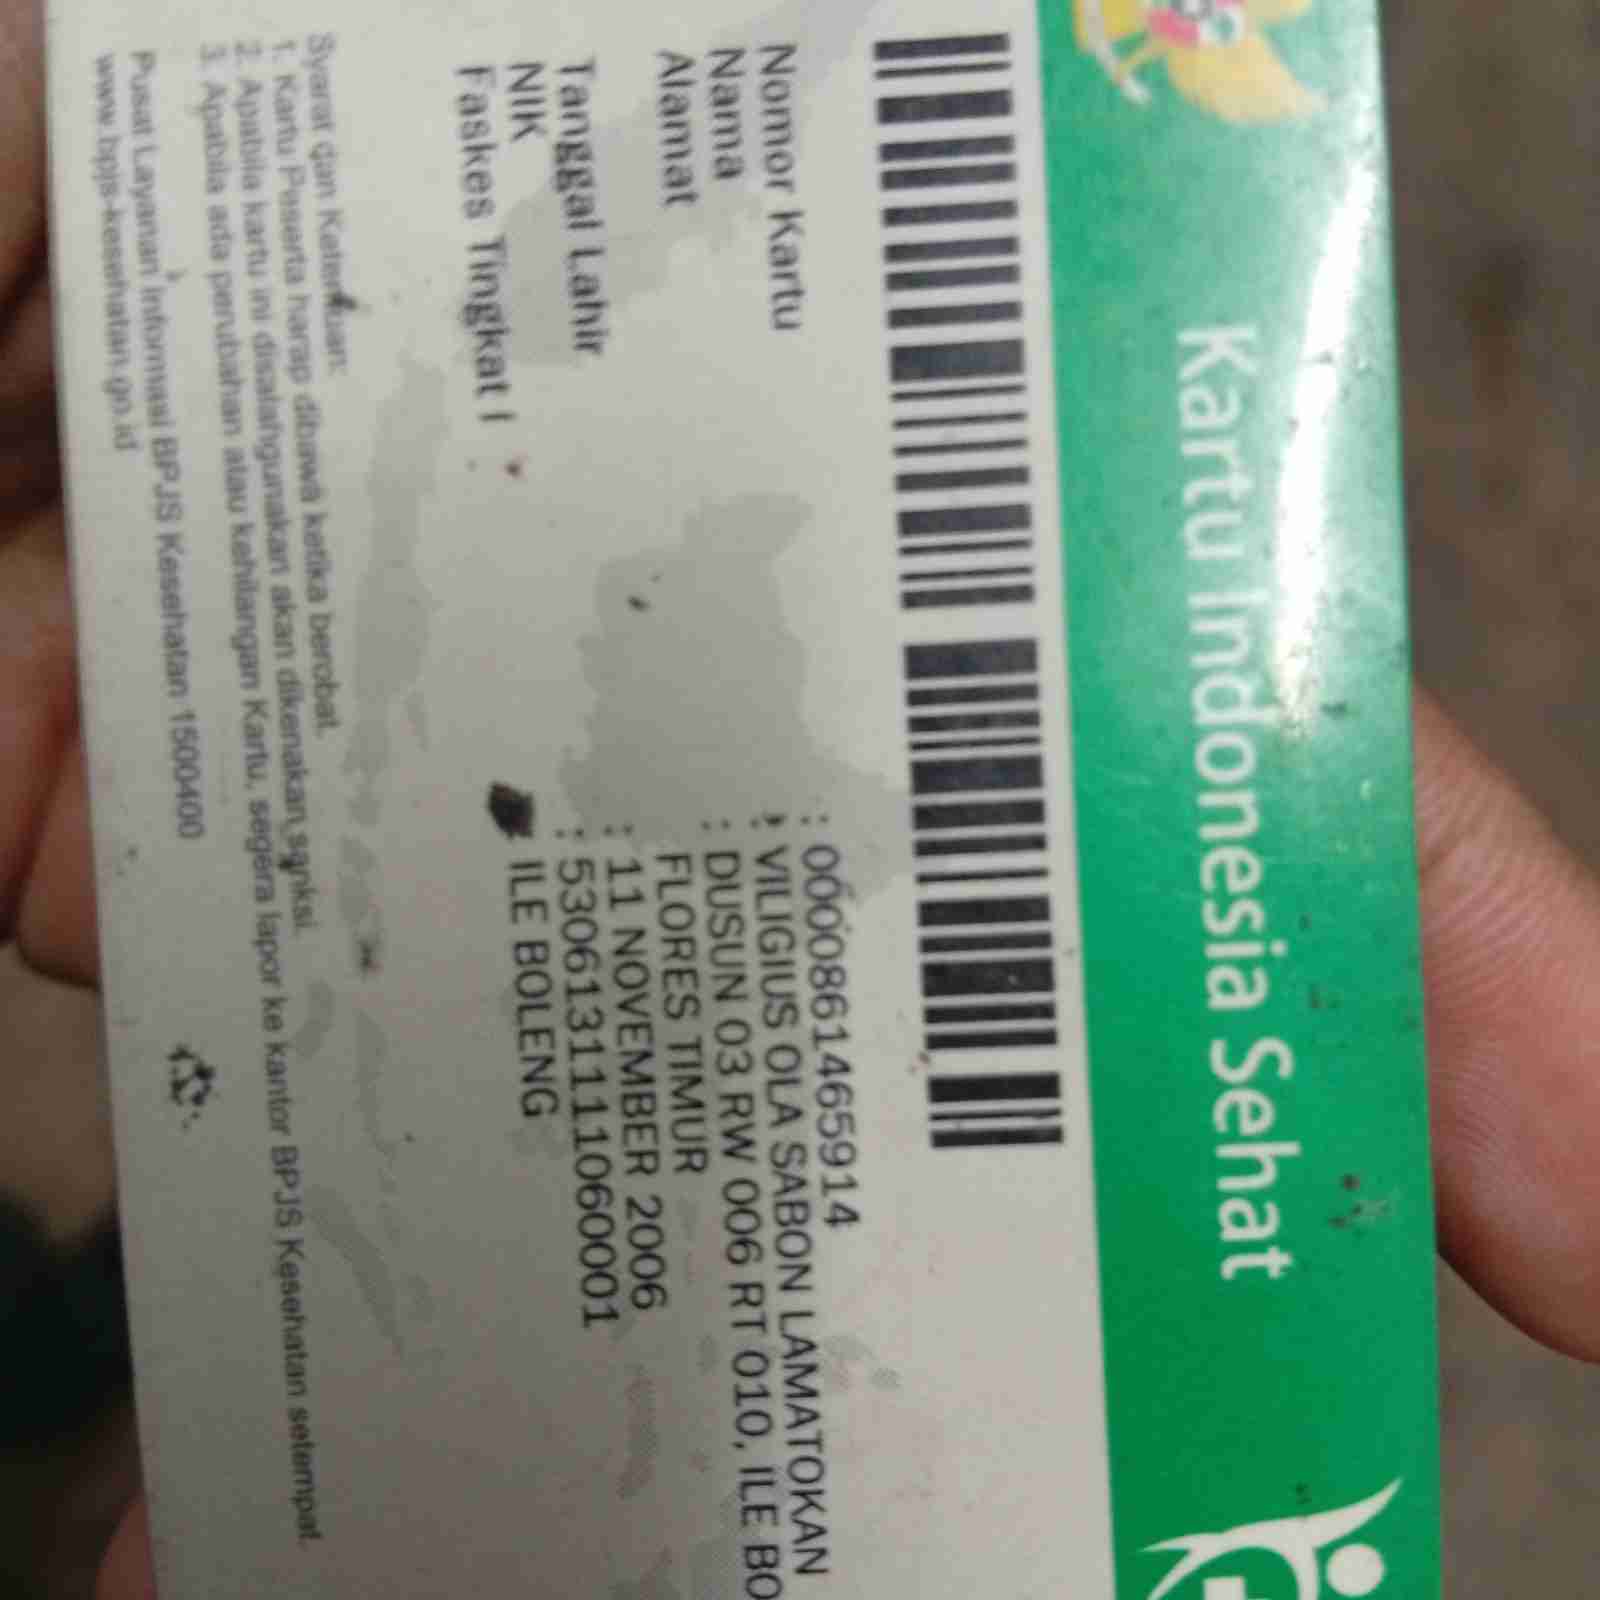 Kartu Indonesia Sehat
Nomor Kartu : 0000861465914
Nama : VILIGIUS OLA SABON LAMATOKAN
Alamat : DUSUN 03 RW 006 RT 010, ILE BO
FLORES TIMUR
Tanggal Lahir : 11 NOVEMBER 2006
NIK : 5306131111060001
Faskes Tingkat I ILE BOLENG
Syarat dan Ketentuan:
1. Kartu Peserta harap dibawa ketika berobat.
2. Apabila kartu ini disalahgunakan akan dikenakan sanksi.
3. Apabila ada perubahan atau kehilangan Kartu, segera lapor ke kantor BPJS Kesehatan setempat.
Pusat Layanan Informasi BPJS Kesehatan 1500400
www.bpjs-kesehatan.go.id